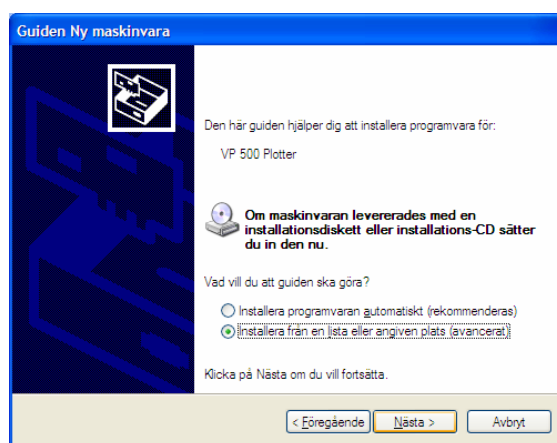 Guiden Ny maskinvara
Den här guiden hjälper dig att installera programvara för:
VP 500 Plotter
Om maskinvaran levererades med en
installationsdiskett eller installations-CD sätter
du in den nu.
Vad vill du att guiden ska göra?
Installera programvaran automatiskt (rekommenderas)
Installera från en lista eller angiven plats (avancerat)
Klicka på Nästa om du vill fortsätta.
< Föregående Nästa > Avbryt